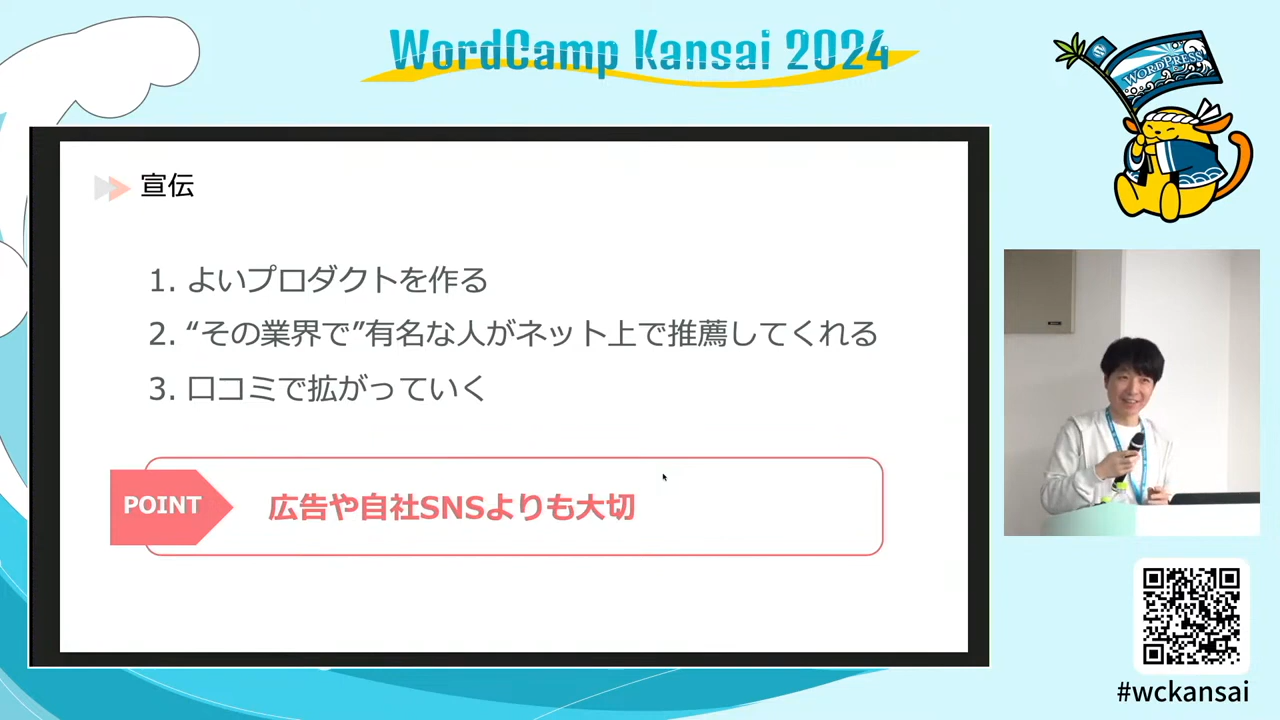 WordCamp Kansai 2024
WORDPRESS
宣伝
1. よいプロダクトを作る
2. “その業界で”有名な人がネット上で推薦してくれる
3. 口コミで拡がっていく
POINT
広告や自社SNSよりも大切
#wckansai